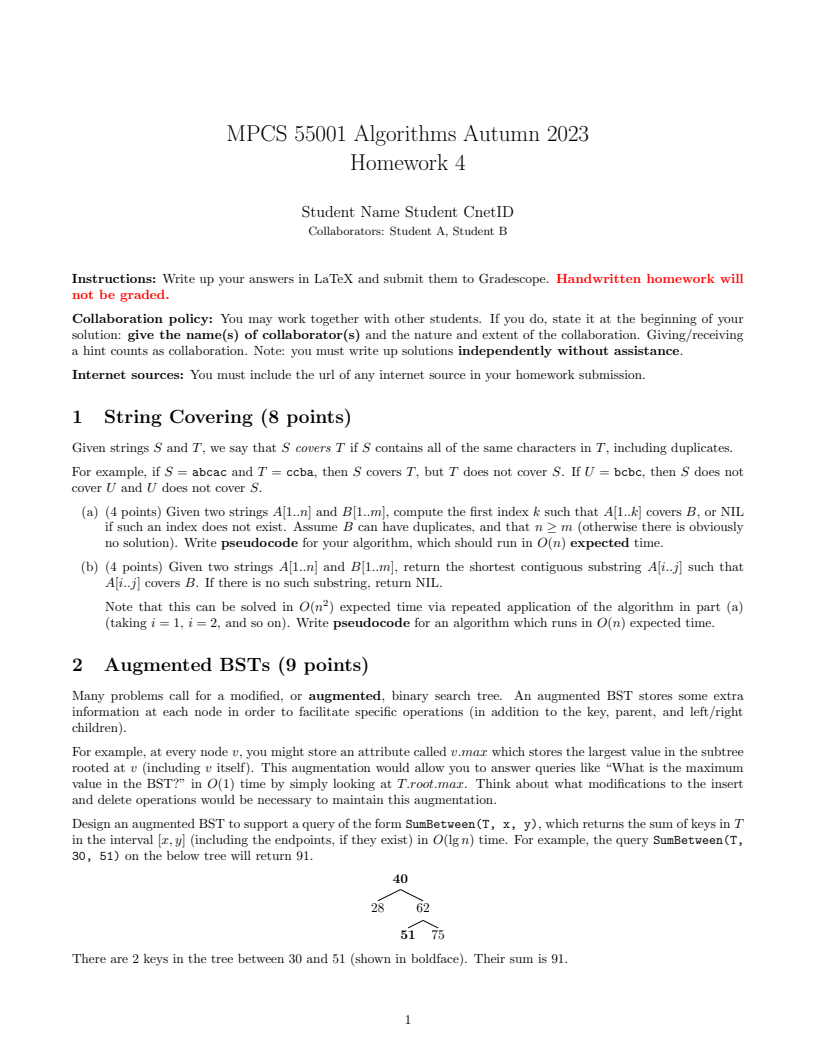 MPCS 55001 Algorithms Autumn 2023
Homework 4
Student Name Student CnetID
Collaborators: Student A, Student B
Instructions: Write up your answers in LaTeX and submit them to Gradescope. Handwritten homework will
not be graded.
Collaboration policy: You may work together with other students. If you do, state it at the beginning of your
solution: give the name(s) of collaborator(s) and the nature and extent of the collaboration. Giving/receiving
a hint counts as collaboration. Note: you must write up solutions independently without assistance.
Internet sources: You must include the url of any internet source in your homework submission.
1 String Covering (8 points)
Given strings S and T, we say that S covers T if S contains all of the same characters in T, including duplicates.
For example, if S = abcac and T = ccba, then S covers T, but T does not cover S. If U = bcbc, then S does not
cover U and U does not cover S.
(a) (4 points) Given two strings A[1..n] and B[1..m], compute the first index k such that A[1..k] covers B, or NIL
if such an index does not exist. Assume B can have duplicates, and that n ≥ m (otherwise there is obviously
no solution). Write pseudocode for your algorithm, which should run in O(n) expected time.
(b) (4 points) Given two strings A[1..n] and B[1..m], return the shortest contiguous substring A[i..j] such that
A[i..j] covers B. If there is no such substring, return NIL.
Note that this can be solved in O(n²) expected time via repeated application of the algorithm in part (a)
(taking i = 1, i = 2, and so on). Write pseudocode for an algorithm which runs in O(n) expected time.
2 Augmented BSTs (9 points)
Many problems call for a modified, or augmented, binary search tree. An augmented BST stores some extra
information at each node in order to facilitate specific operations (in addition to the key, parent, and left/right
children).
For example, at every node v, you might store an attribute called v.max which stores the largest value in the subtree
rooted at v (including v itself). This augmentation would allow you to answer queries like “What is the maximum
value in the BST?” in O(1) time by simply looking at T.root.max. Think about what modifications to the insert
and delete operations would be necessary to maintain this augmentation.
Design an augmented BST to support a query of the form SumBetween(T, x, y), which returns the sum of keys in T
in the interval [x, y] (including the endpoints, if they exist) in O(lg n) time. For example, the query SumBetween(T,
30, 51) on the below tree will return 91.
40
28 62
51 75
There are 2 keys in the tree between 30 and 51 (shown in boldface). Their sum is 91.
1